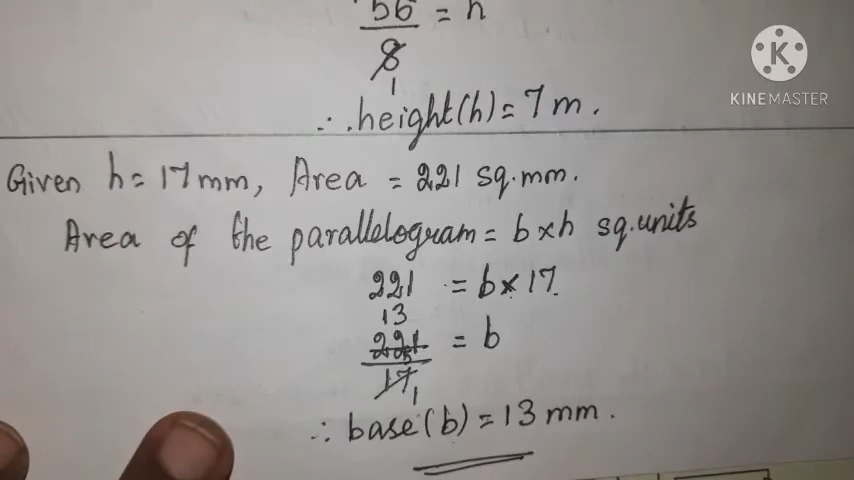 56 = h
8
1
∴ height(h) = 7 m.
KINEMASTER
Given h = 17 mm, Area = 221 sq.mm.
Area of the parallelogram = b × h sq.units
221 = b × 17
13
221 = b
17
1
∴ base (b) = 13 mm.